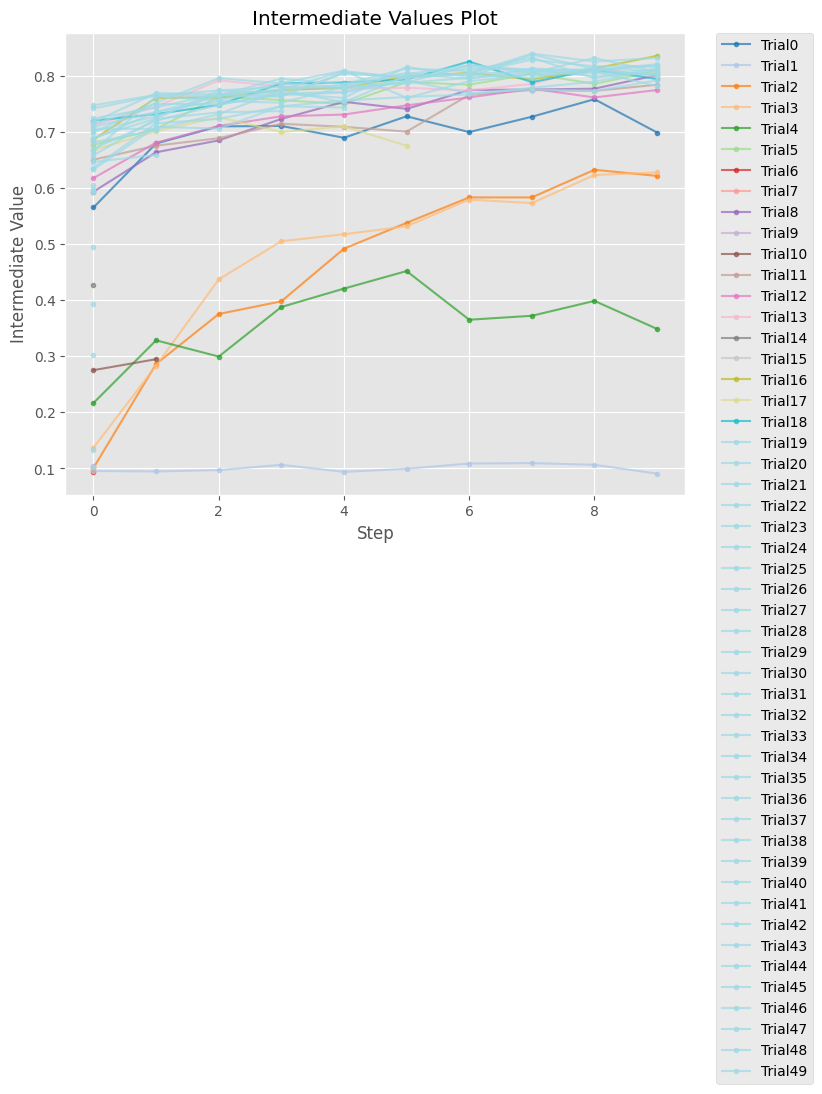 Intermediate Values Plot
Intermediate Value
0.8
0.7
0.6
0.5
0.4
0.3
0.2
0.1
0
2
4
6
8
Step
Trial0
Trial1
Trial2
Trial3
Trial4
Trial5
Trial6
Trial7
Trial8
Trial9
Trial10
Trial11
Trial12
Trial13
Trial14
Trial15
Trial16
Trial17
Trial18
Trial19
Trial20
Trial21
Trial22
Trial23
Trial24
Trial25
Trial26
Trial27
Trial28
Trial29
Trial30
Trial31
Trial32
Trial33
Trial34
Trial35
Trial36
Trial37
Trial38
Trial39
Trial40
Trial41
Trial42
Trial43
Trial44
Trial45
Trial46
Trial47
Trial48
Trial49